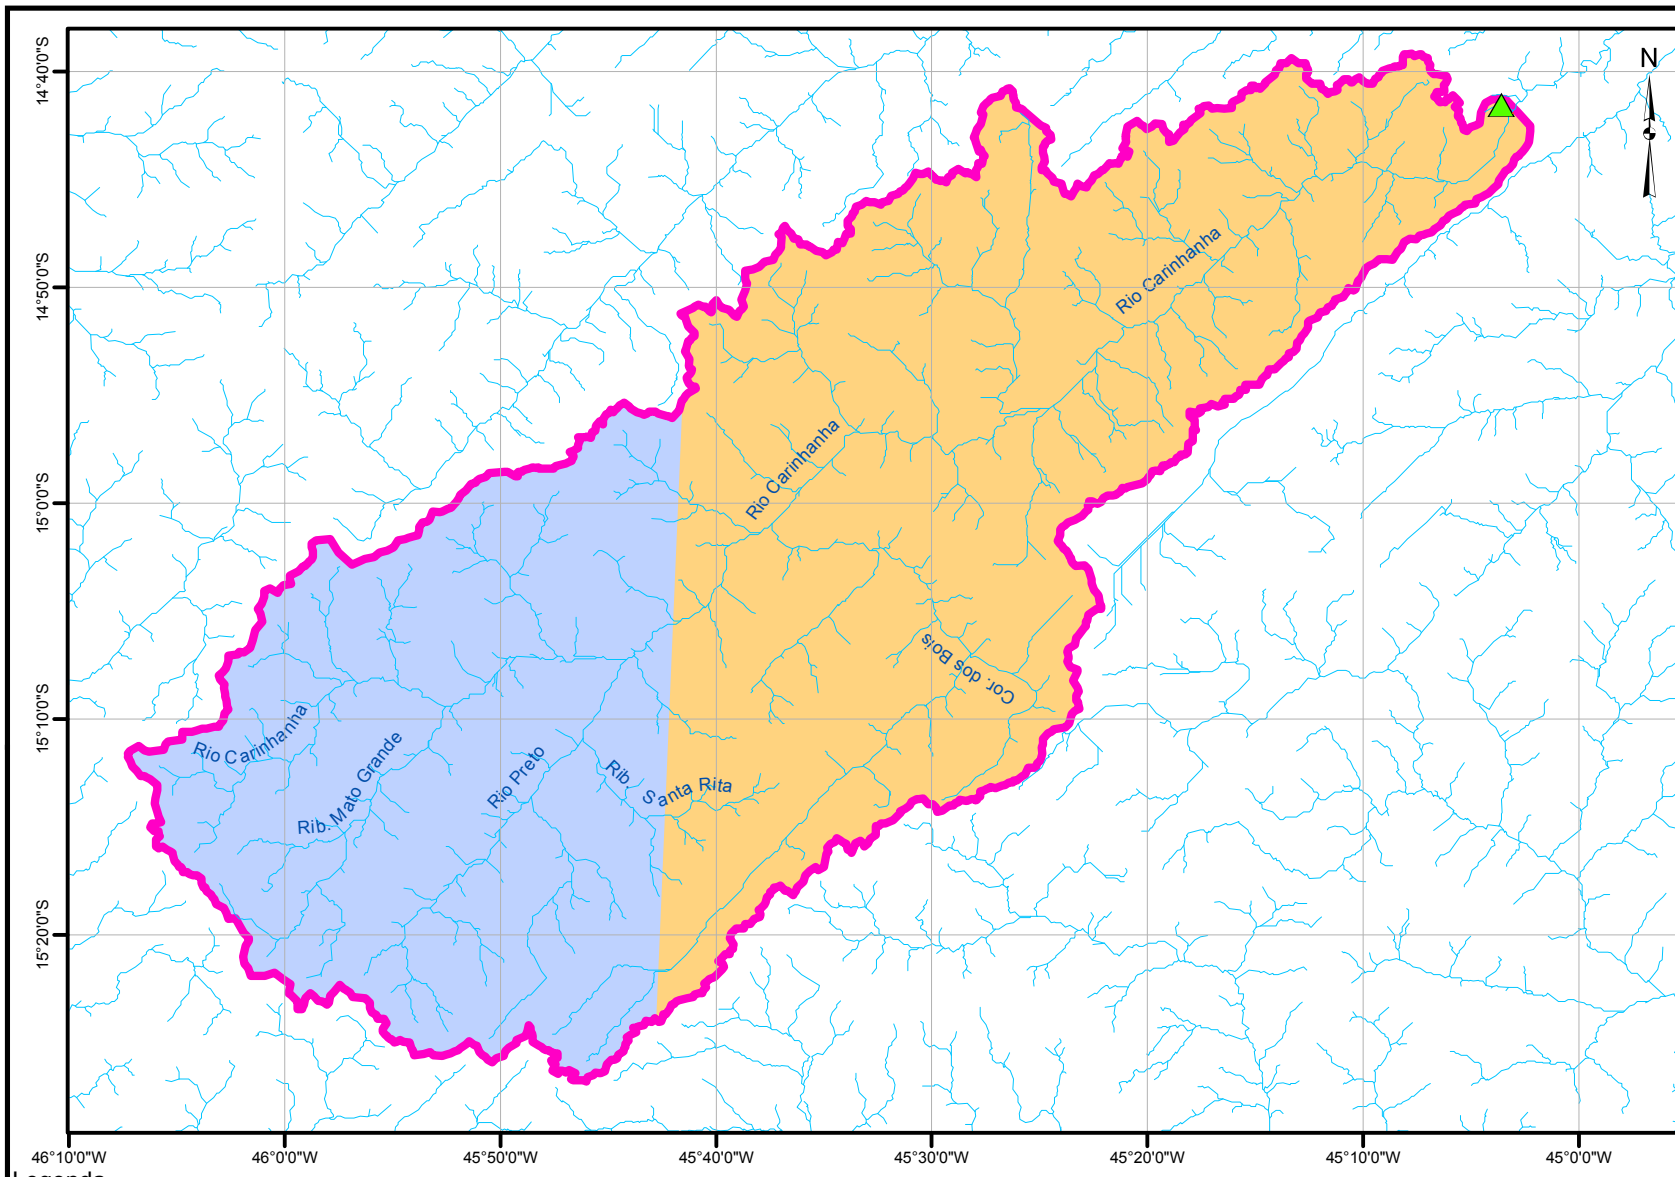 N
14°40'0"S
14°50'0"S
15°0'0"S
15°10'0"S
15°20'0"S
Rio Carinhanha
Rio Carinhanha
Cor. dos Bois
Rio Carinhanha
Rib. Mato Grande
Rio Preto
Rib.
Santa Rita
46°10'0"W
46°0'0"W
45°50'0"W
45°40'0"W
45°30'0"W
45°20'0"W
45°10'0"W
45°0'0"W
Legenda